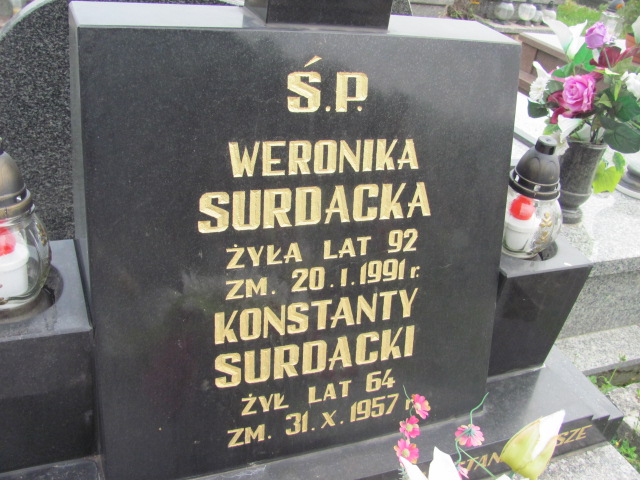 Ś.P.
WERONIKA
SURDACKA
ŻYŁA LAT 92
ZM. 20.I.1991 r.
KONSTANTY
SURDACKI
ŻYŁ LAT 64
ZM. 31.X.1957 r